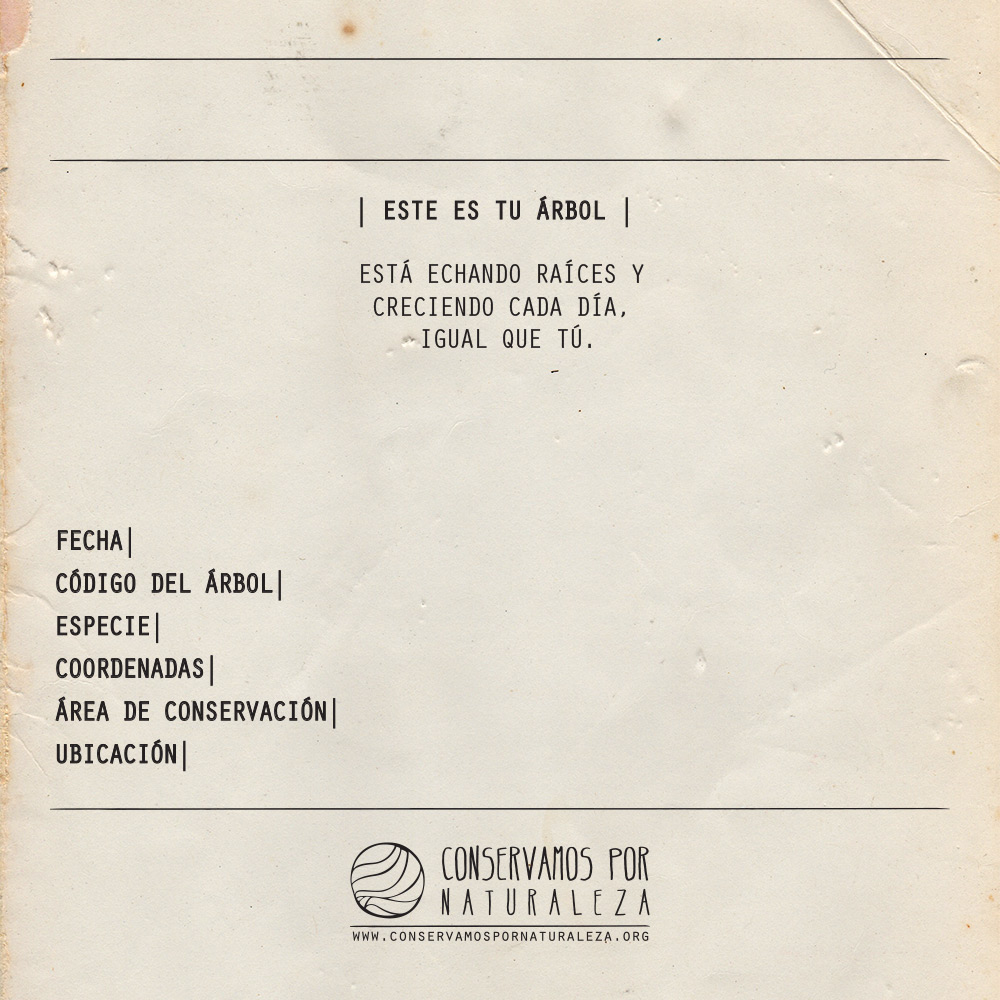 | ESTE ES TU ÁRBOL |
ESTÁ ECHANDO RAÍCES Y
CRECIENDO CADA DÍA,
IGUAL QUE TÚ.
FECHA|
CÓDIGO DEL ÁRBOL|
ESPECIE|
COORDENADAS|
ÁREA DE CONSERVACIÓN|
UBICACIÓN|
CONSERVAMOS POR
NATURALEZA
WWW.CONSERVAMOSPORNATURALEZA.ORG